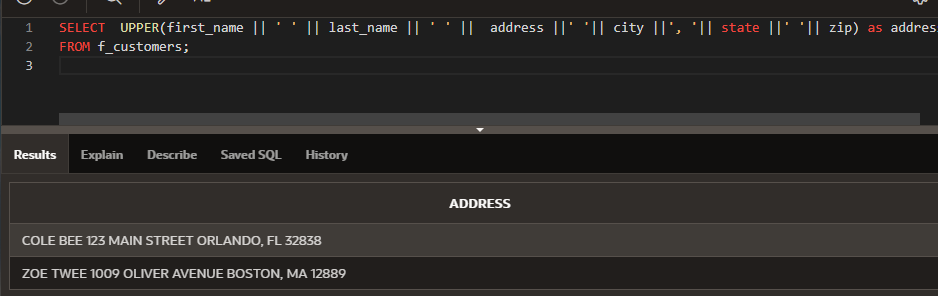 1 SELECT  UPPER(first_name || ' ' || last_name || ' ' ||  address ||' '|| city ||', '|| state ||' '|| zip) as addres
2 FROM f_customers;
3
Results Explain Describe Saved SQL History
ADDRESS
COLE BEE 123 MAIN STREET ORLANDO, FL 32838
ZOE TWEE 1009 OLIVER AVENUE BOSTON, MA 12889